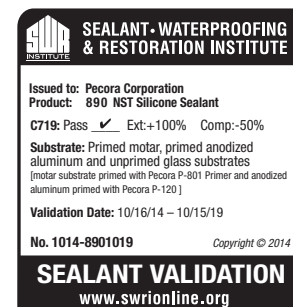 SWR
INSTITUTE
SEALANT • WATERPROOFING
& RESTORATION INSTITUTE
Issued to: Pecora Corporation
Product: 890 NST Silicone Sealant
C719: Pass ✔ Ext:+100% Comp:-50%
Substrate: Primed motar, primed anodized
aluminum and unprimed glass substrates
[motar substrate primed with Pecora P-801 Primer and anodized
aluminum primed with Pecora P-120 ]
Validation Date: 10/16/14 – 10/15/19
No. 1014-8901019 Copyright © 2014
SEALANT VALIDATION
www.swrionline.org